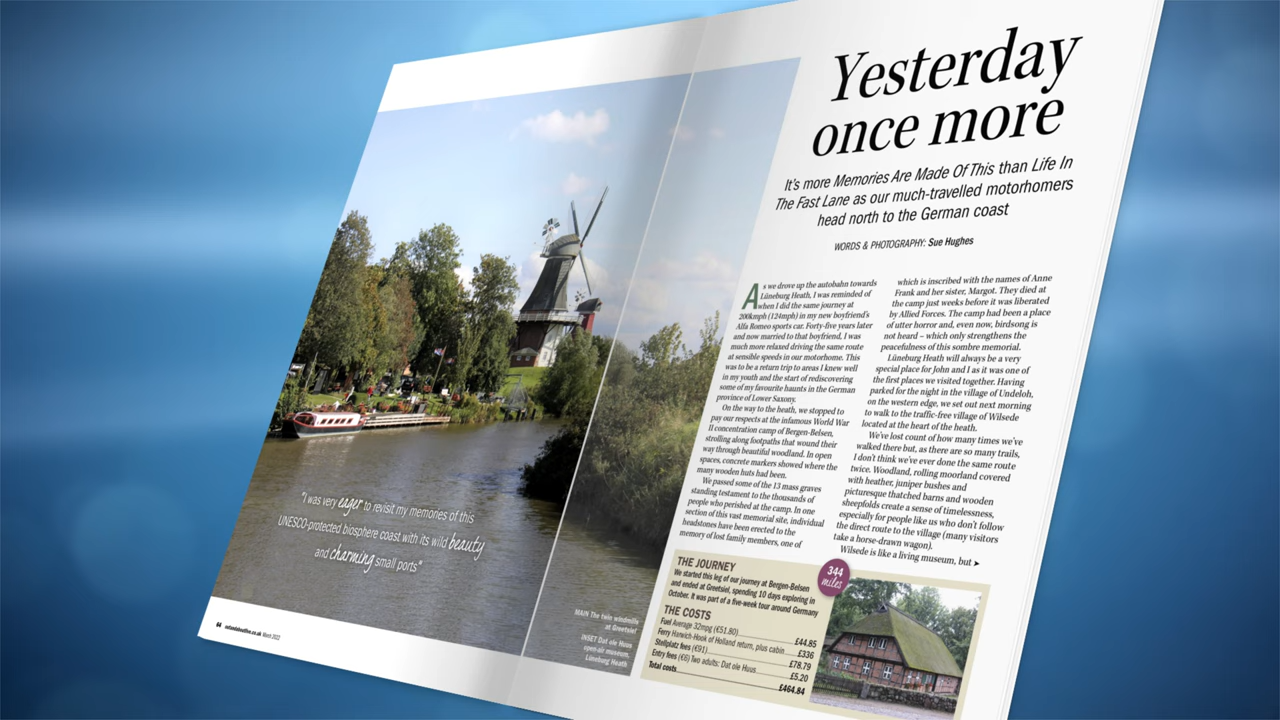 Yesterday
once more
It's more Memories Are Made Of This than Life In
The Fast Lane as our much-travelled motorhomers
head north to the German coast
WORDS & PHOTOGRAPHY: Sue Hughes
As we drove up the autobahn towards
Lüneburg Heath, I was reminded of
when I did the same journey at
200kmph (124mph) in my new boyfriend's
Alfa Romeo sports car. Forty-five years later
and now married to that boyfriend, I was
much more relaxed driving the same route
at sensible speeds in our motorhome. This
was to be a return trip to areas I knew well
in my youth and the start of rediscovering
some of my favourite haunts in the German
province of Lower Saxony.
On the way to the heath, we stopped to
pay our respects at the infamous World War
II concentration camp of Bergen-Belsen,
strolling along footpaths that wound their
way through beautiful woodland. In open
spaces, concrete markers showed where the
many wooden huts had been.
We passed some of the 13 mass graves
standing testament to the thousands of
people who perished at the camp. In one
section of this vast memorial site, individual
headstones have been erected to the
memory of lost family members, one of
which is inscribed with the names of Anne
Frank and her sister, Margot. They died at
the camp just weeks before it was liberated
by Allied Forces. The camp had been a place
of utter horror and, even now, birdsong is
not heard – which only strengthens the
peacefulness of this sombre memorial.
Lüneburg Heath will always be a very
special place for John and I as it was one of
the first places we visited together. Having
parked for the night in the village of Undeloh,
on the western edge, we set out next morning
to walk to the traffic-free village of Wilsede
located at the heart of the heath.
We've lost count of how many times we've
walked there but, as there are so many trails,
I don't think we've ever done the same route
twice. Woodland, rolling moorland covered
with heather, juniper bushes and
picturesque thatched barns and wooden
sheepfolds create a sense of timelessness,
especially for people like us who don't follow
the direct route to the village (many visitors
take a horse-drawn wagon).
Wilsede is like a living museum, but ➤
"I was very eager to revisit my memories of this
UNESCO-protected biosphere coast with its wild beauty
and charming small ports"
MAIN The twin windmills
at Greetsiel
INSET Dat ole Huus
open-air museum,
Lüneburg Heath
64 outandaboutlive.co.uk March 2022
THE JOURNEY
We started this leg of our journey at Bergen-Belsen
and ended at Greetsiel, spending 10 days exploring in
October. It was part of a five-week tour around Germany
344
miles
THE COSTS
Fuel Average 32mpg (€51.80) £44.85
Ferry Harwich-Hook of Holland return, plus cabin £336
Stellplatz fees (€91) £78.79
Entry fees (€6) Two adults: Dat ole Huus £5.20
Total costs £464.84